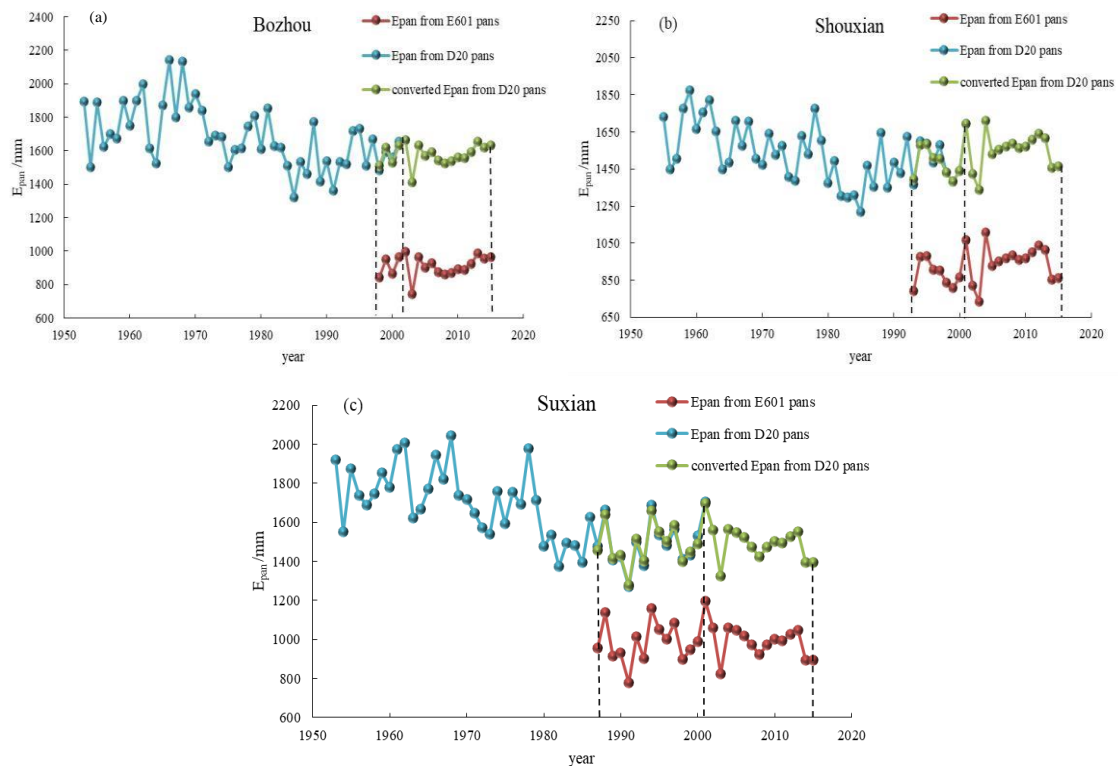 (a)
Bozhou
Epan from E601 pans
Epan from D20 pans
converted Epan from D20 pans
Epan /mm
2400
2200
2000
1800
1600
1400
1200
1000
800
600
1950 1960 1970 1980 1990 2000 2010 2020
year
(b)
Shouxian
Epan from E601 pans
Epan from D20 pans
converted Epan from D20 pans
Epan /mm
2250
2050
1850
1650
1450
1250
1050
850
650
1950 1960 1970 1980 1990 2000 2010 2020
year
(c)
Suxian
Epan from E601 pans
Epan from D20 pans
converted Epan from D20 pans
Epan /mm
2200
2000
1800
1600
1400
1200
1000
800
600
1950 1960 1970 1980 1990 2000 2010 2020
year